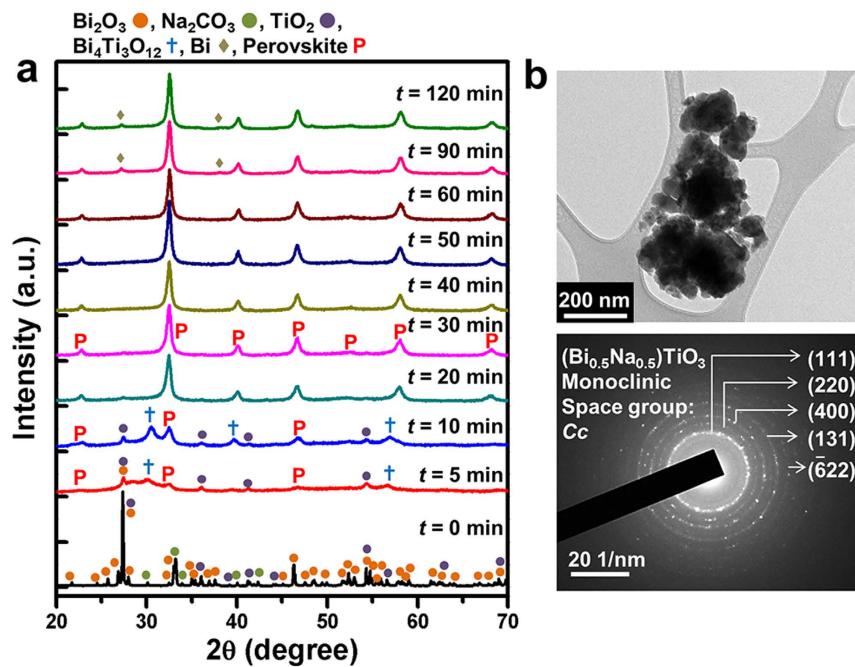 Bi₂O₃ , Na₂CO₃ , TiO₂ ,
Bi₄Ti₃O₁₂ †, Bi ♦, Perovskite P
a
t = 120 min
t = 90 min
t = 60 min
t = 50 min
t = 40 min
t = 30 min
P P P P P P P
t = 20 min
t = 10 min
† P † P † P
t = 5 min
P † P P †
t = 0 min
Intensity (a.u.)
20 30 40 50 60 70
2θ (degree)
b
200 nm
(Bi₀.₅Na₀.₅)TiO₃
Monoclinic
Space group:
Cc
(111)
(220)
(400)
(131)
(6̅22)
20 1/nm